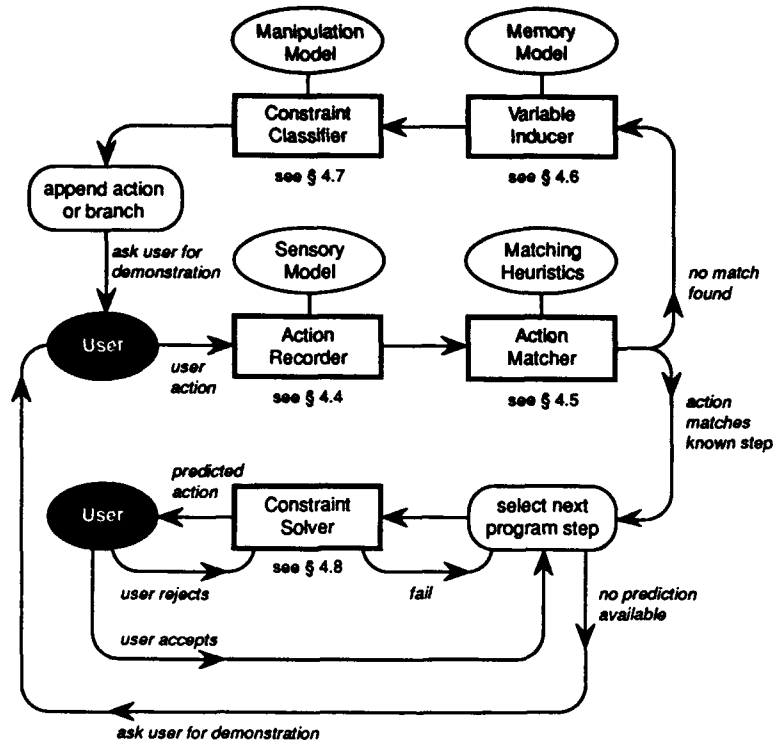 Manipulation
Model
Memory
Model
Constraint
Classifier
Variable
Inducer
see § 4.7
see § 4.6
append action
or branch
ask user for
demonstration
Sensory
Model
Matching
Heuristics
no match
found
User
user
action
Action
Recorder
Action
Matcher
see § 4.4
see § 4.5
action
matches
known step
predicted
action
User
Constraint
Solver
select next
program step
see § 4.8
user rejects
fail
no prediction
available
user accepts
ask user for demonstration